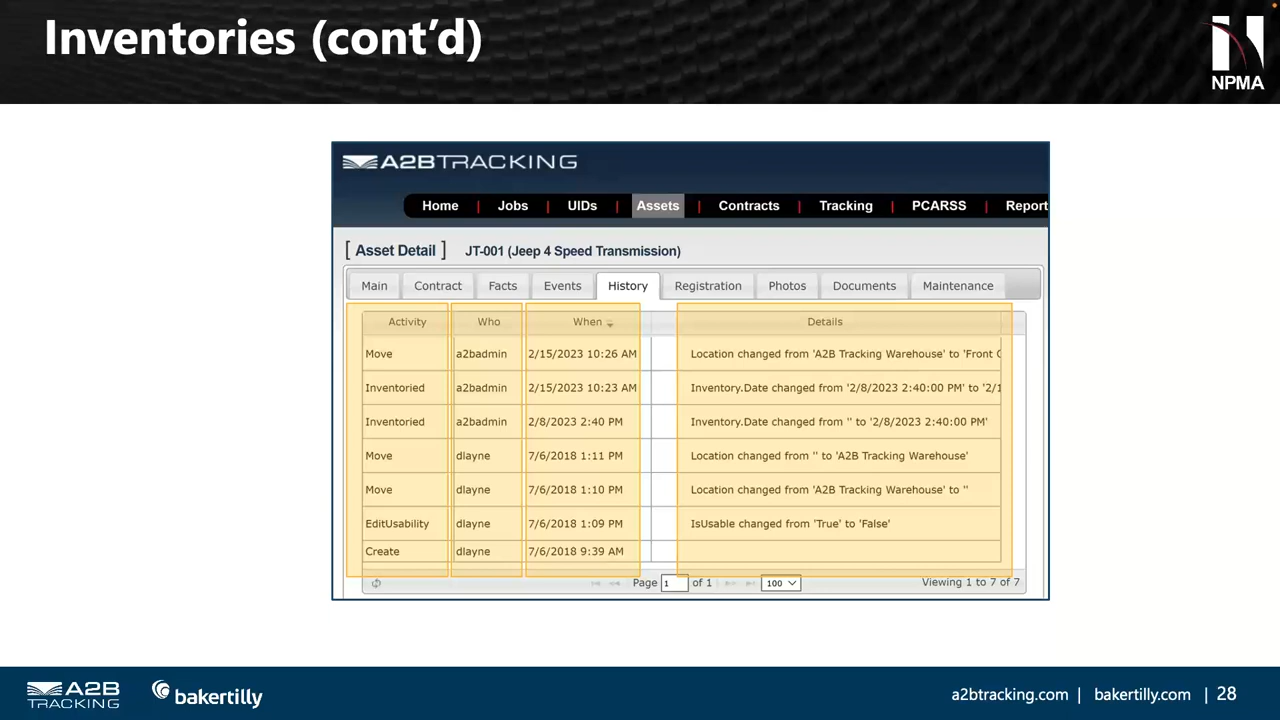 Inventories (cont’d)
NPMA
A2BTRACKING
Home | Jobs | UIDs | Assets | Contracts | Tracking | PCARSS | Report
[ Asset Detail ] JT-001 (Jeep 4 Speed Transmission)
Main Contract Facts Events History Registration Photos Documents Maintenance
Activity Who When Details
Move a2badmin 2/15/2023 10:26 AM Location changed from 'A2B Tracking Warehouse' to 'Front
Inventoried a2badmin 2/15/2023 10:23 AM Inventory.Date changed from '2/8/2023 2:40:00 PM' to '2/1
Inventoried a2badmin 2/8/2023 2:40 PM Inventory.Date changed from '' to '2/8/2023 2:40:00 PM'
Move dlayne 7/6/2018 1:11 PM Location changed from '' to 'A2B Tracking Warehouse'
Move dlayne 7/6/2018 1:10 PM Location changed from 'A2B Tracking Warehouse' to ''
EditUsability dlayne 7/6/2018 1:09 PM IsUsable changed from 'True' to 'False'
Create dlayne 7/6/2018 9:39 AM
Page 1 of 1 100 Viewing 1 to 7 of 7
A2B TRACKING bakertilly a2btracking.com | bakertilly.com | 28